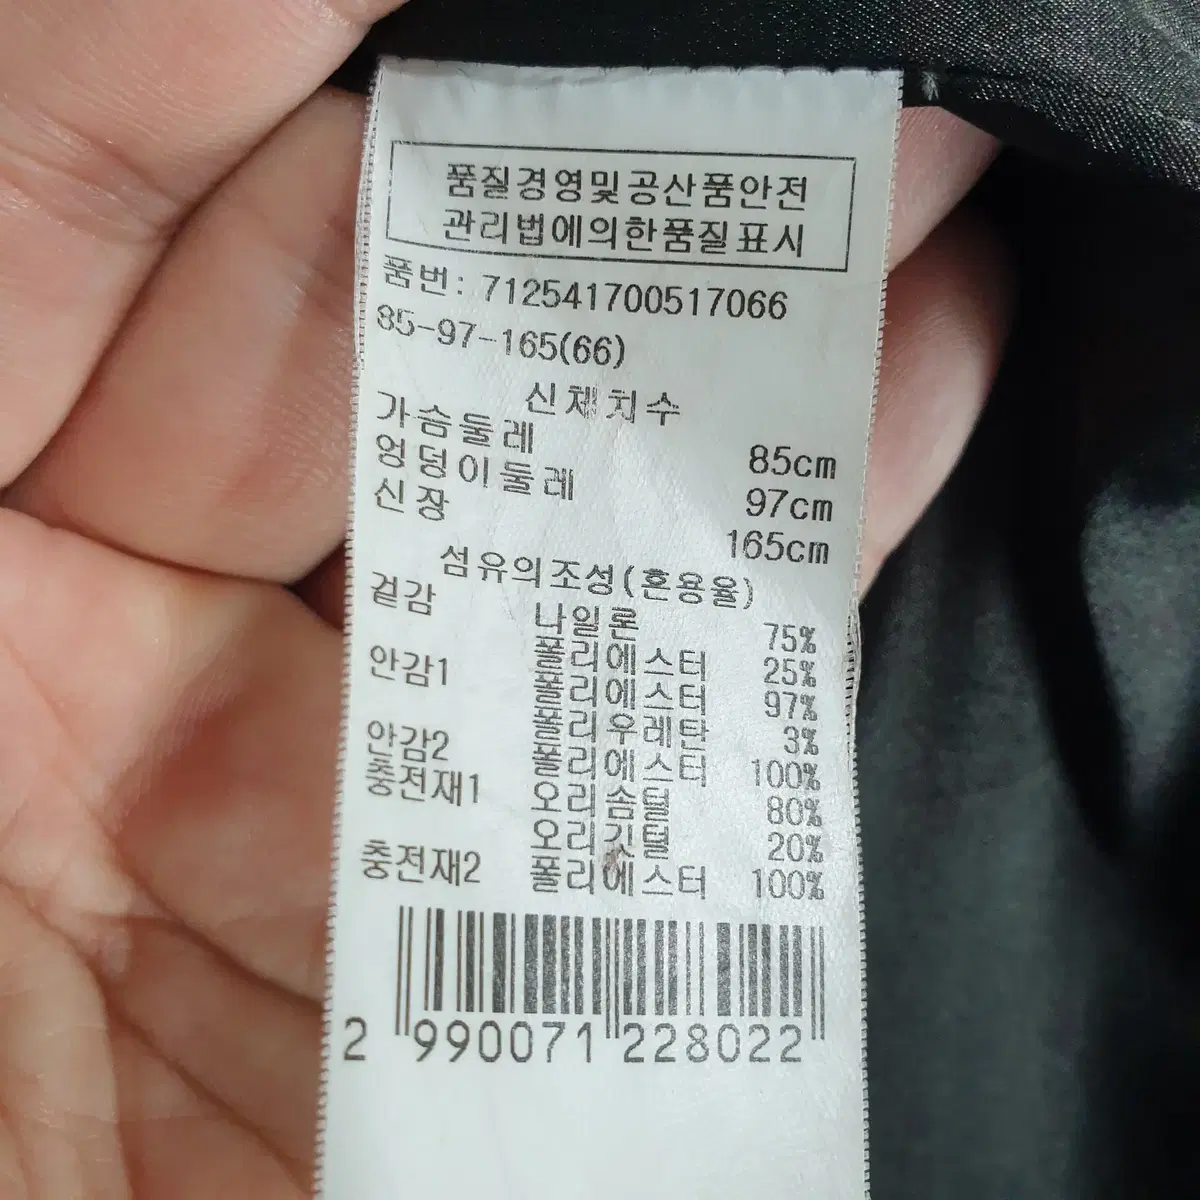 품질경영및공산품안전
관리법에의한품질표시
품번: 712541700517066
85-97-165(66)
신체치수
가슴둘레 85cm
엉덩이둘레 97cm
신장 165cm
섬유의조성(혼용율)
겉감 나일론 75%
폴리에스터 25%
안감1 폴리에스터 97%
폴리우레탄 3%
안감2 폴리에스터 100%
충전재1 오리솜털 80%
오리깃털 20%
충전재2 폴리에스터 100%
2 990071 228022